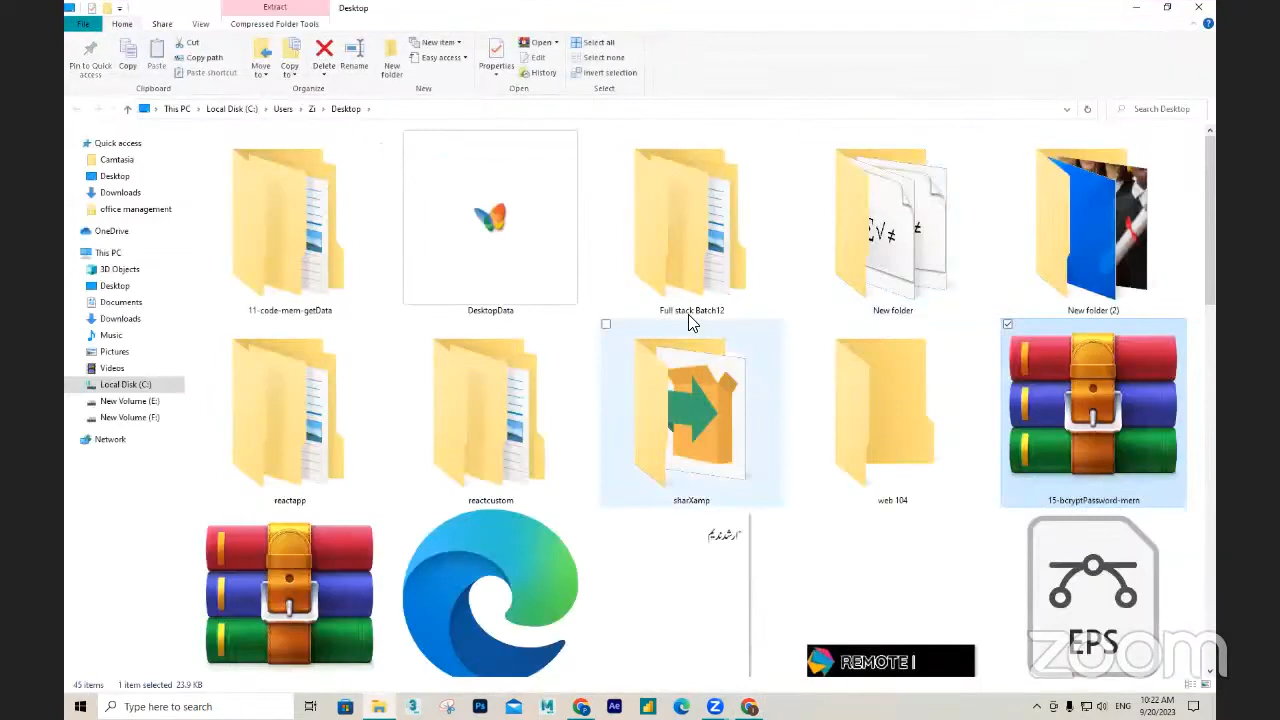 Extract
Desktop
File
Home
Share
View
Compressed Folder Tools
Pin to Quick access
Copy
Paste
Cut
Copy path
Paste shortcut
Clipboard
Move to
Copy to
Delete
Rename
Organize
New folder
New item
Easy access
New
Properties
Open
Edit
History
Open
Select all
Select none
Invert selection
Select
This PC > Local Disk (C:) > Users > Zi > Desktop >
Search Desktop
Quick access
Camtasia
Desktop
Downloads
office management
OneDrive
This PC
3D Objects
Desktop
Documents
Downloads
Music
Pictures
Videos
Local Disk (C:)
New Volume (E:)
New Volume (F:)
Network
11-code-mern-getData
DesktopData
Full stack Batch12
New folder
New folder (2)
reactapp
reactcustom
sharXamp
web 104
15-bcryptPassword-mern
ارشد ندیم
REMOTE I
EPS
zoom
45 items
1 item selected 23.9 KB
Type here to search
Ps
Ae
ENG
10:22 AM
9/20/2023